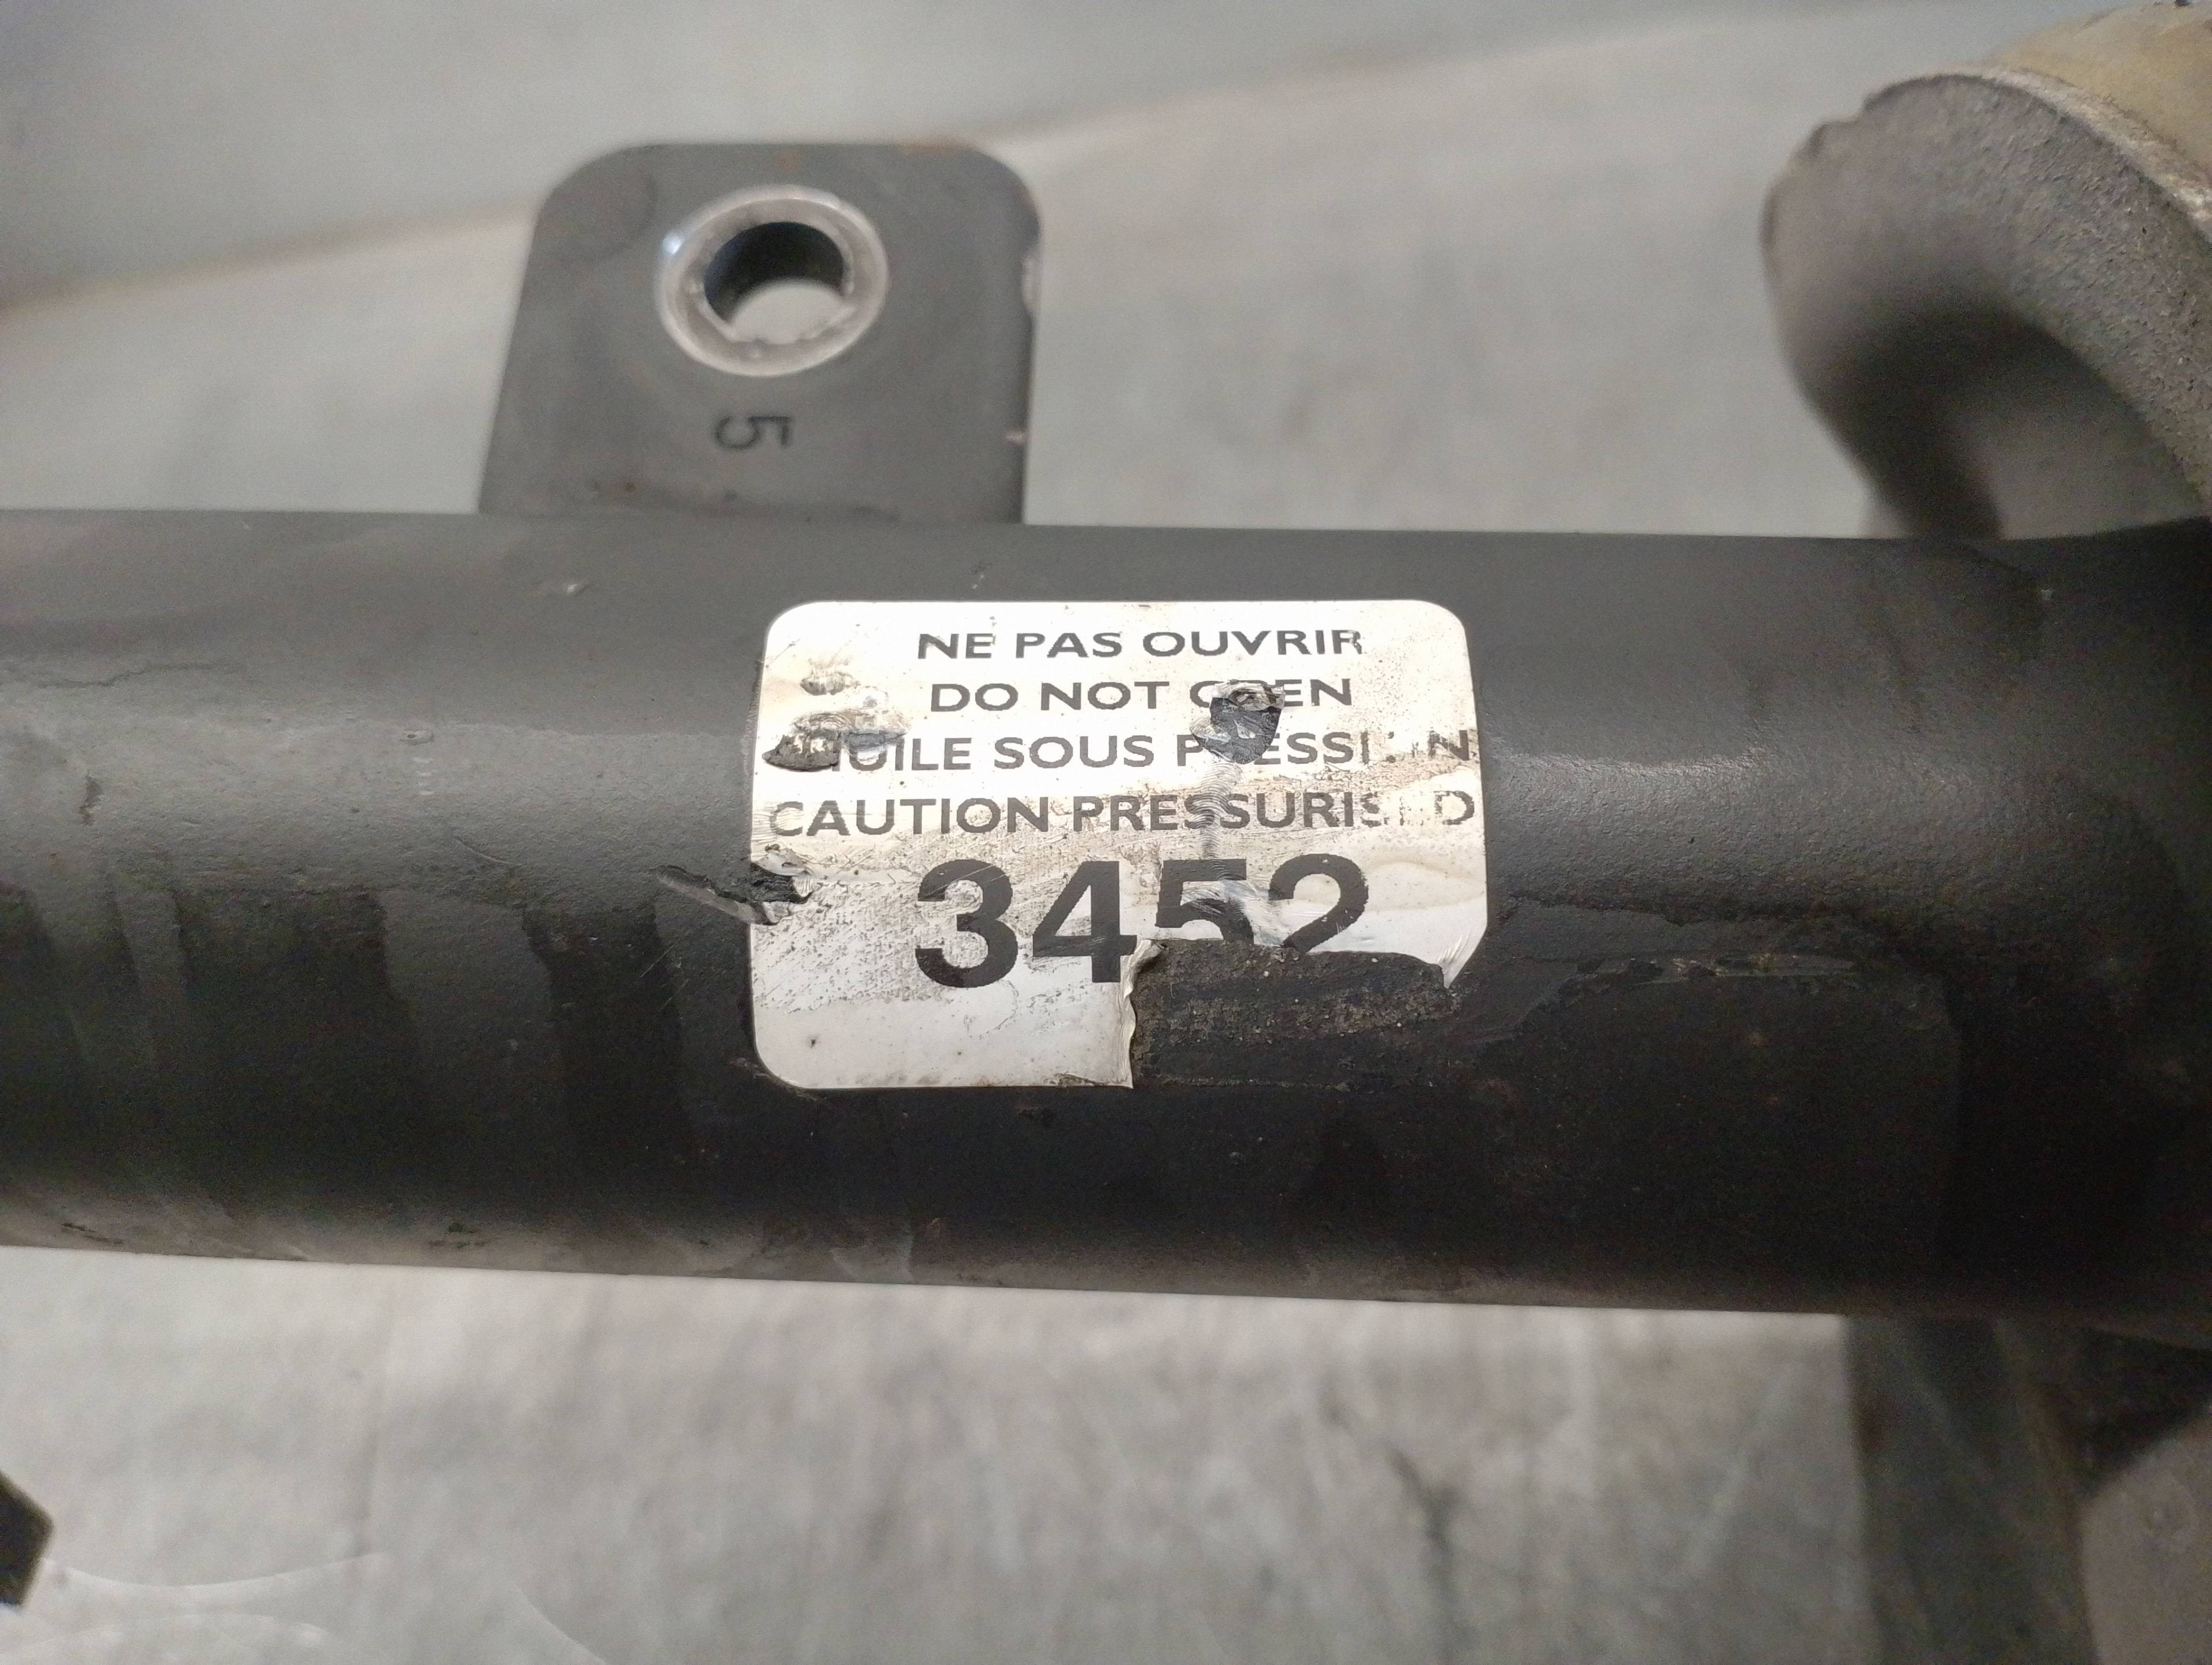 5
NE PAS OUVRIR
DO NOT OPEN
HUILE SOUS PRESSION
CAUTION PRESSURISED
3452